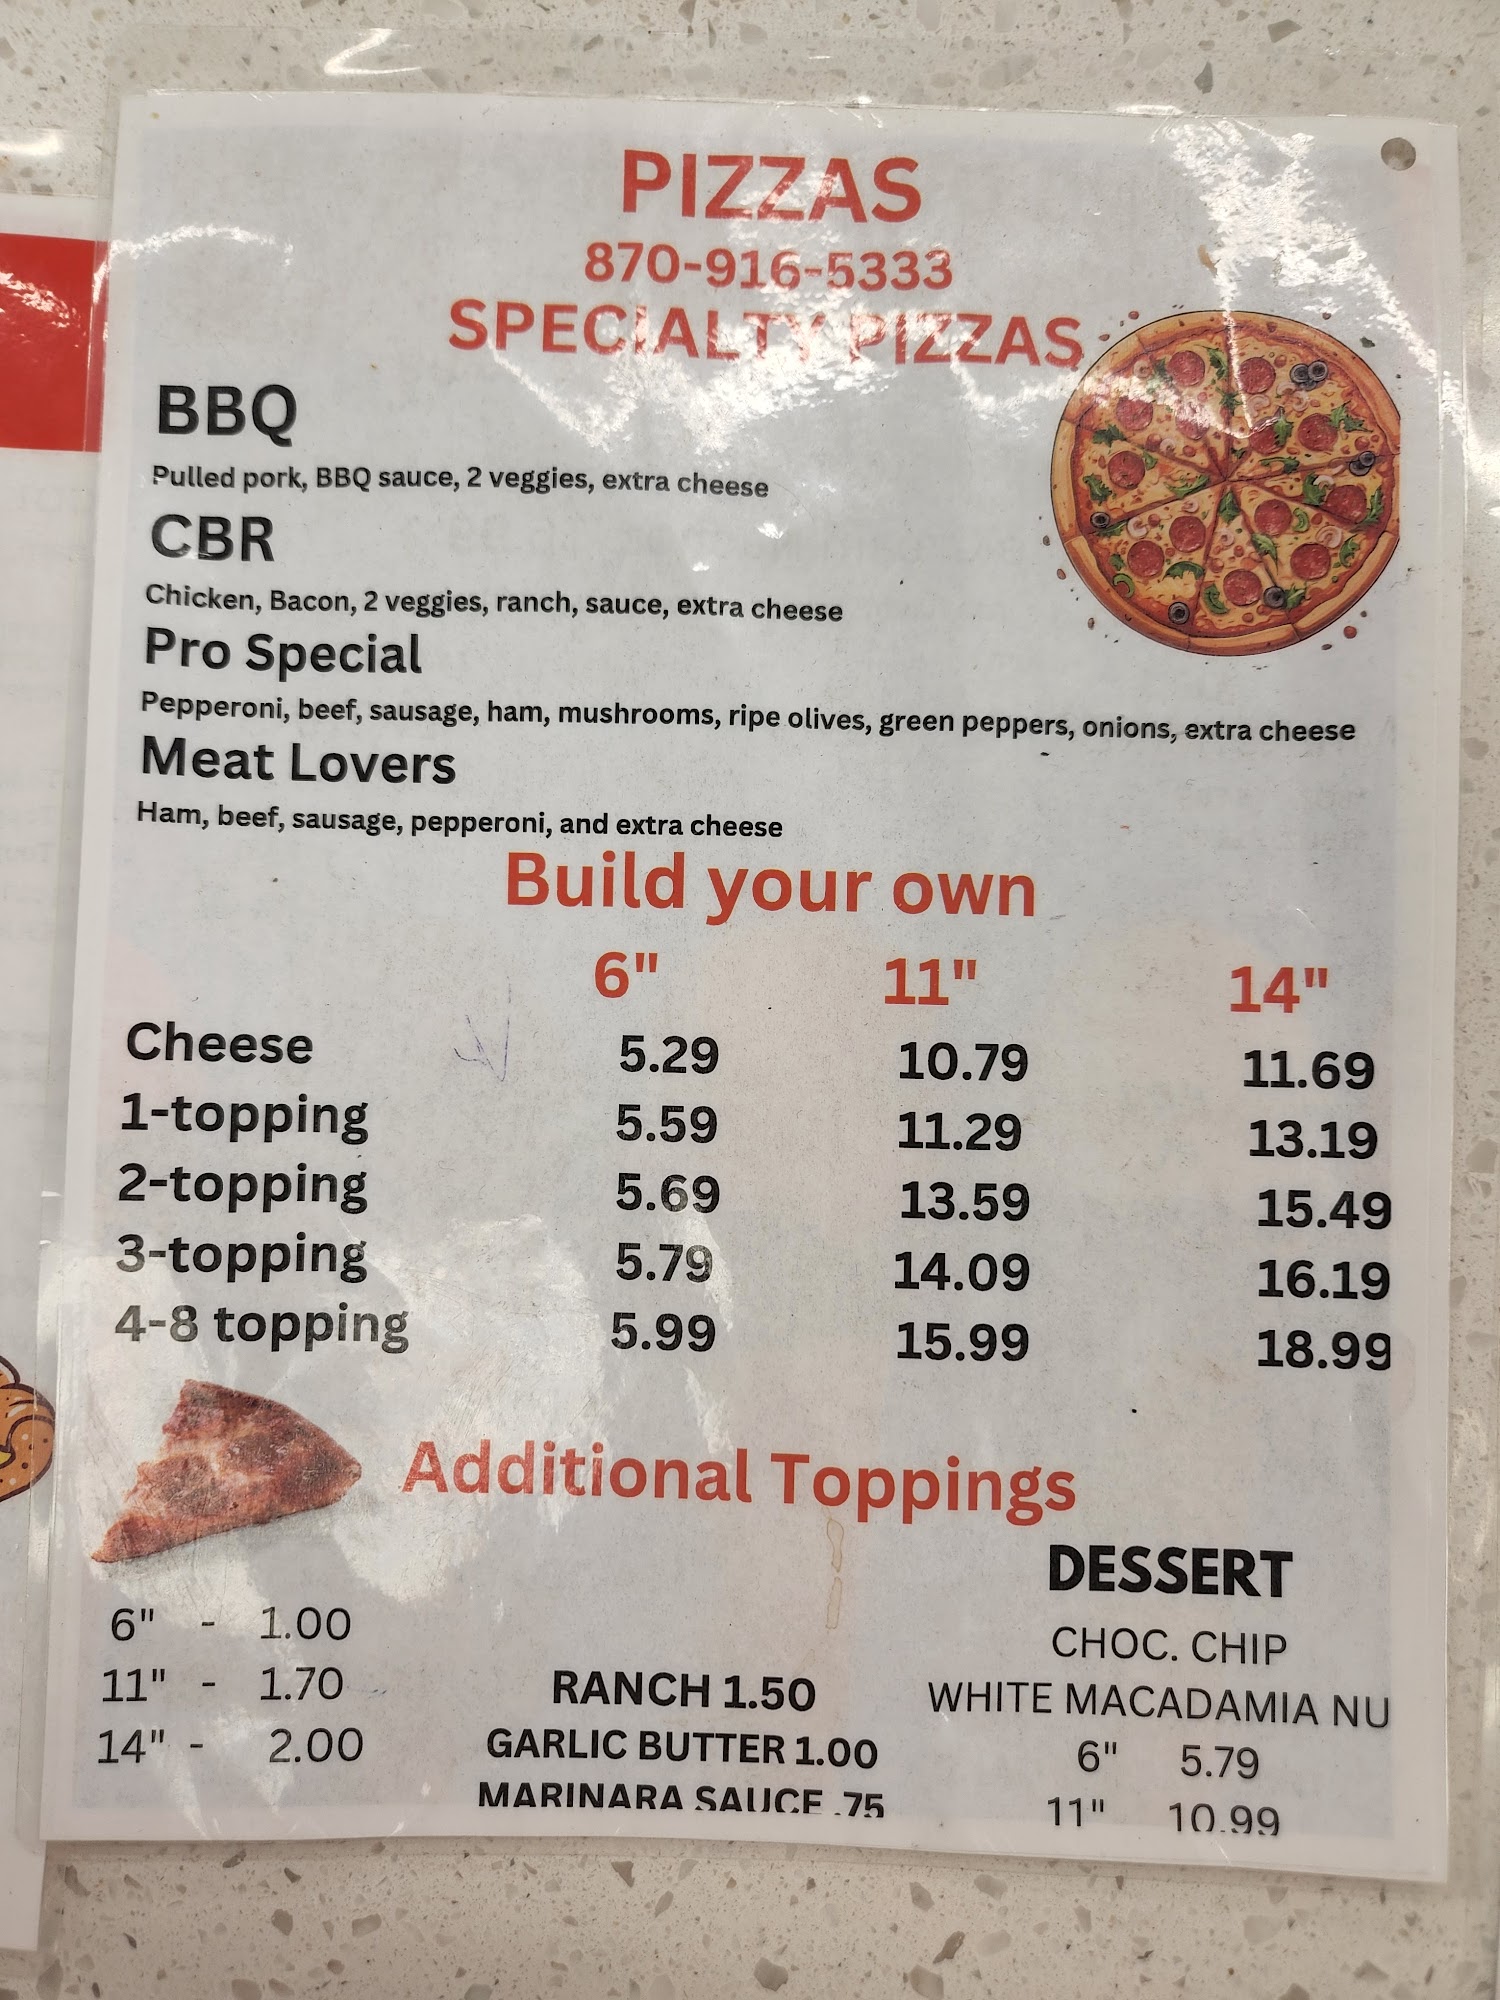 PIZZAS
870-916-5333
SPECIALTY PIZZAS
BBQ
Pulled pork, BBQ sauce, 2 veggies, extra cheese
CBR
Chicken, Bacon, 2 veggies, ranch, sauce, extra cheese
Pro Special
Pepperoni, beef, sausage, ham, mushrooms, ripe olives, green peppers, onions, extra cheese
Meat Lovers
Ham, beef, sausage, pepperoni, and extra cheese
Build your own
6" 11" 14"
Cheese 5.29 10.79 11.69
1-topping 5.59 11.29 13.19
2-topping 5.69 13.59 15.49
3-topping 5.79 14.09 16.19
4-8 topping 5.99 15.99 18.99
Additional Toppings
6" - 1.00
11" - 1.70
14" - 2.00
RANCH 1.50
GARLIC BUTTER 1.00
MARINARA SAUCE .75
DESSERT
CHOC. CHIP
WHITE MACADAMIA NU
6" 5.79
11" 10.99